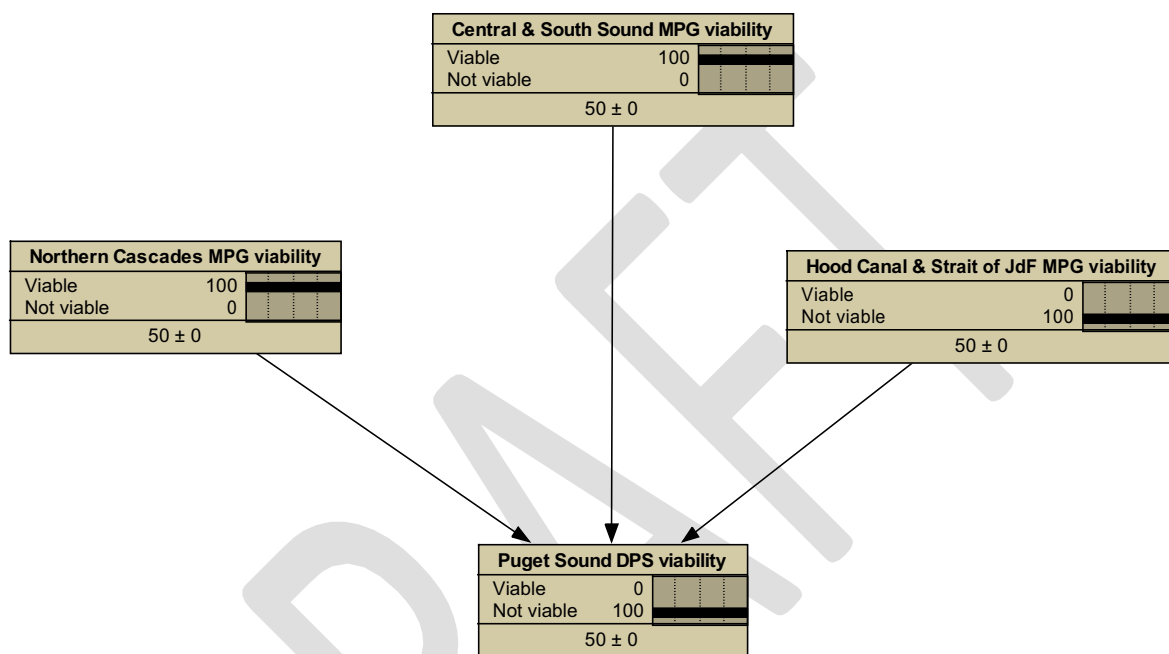 Central & South Sound MPG viability
Viable 100
Not viable 0
50 ± 0
Northern Cascades MPG viability
Viable 100
Not viable 0
50 ± 0
Hood Canal & Strait of JdF MPG viability
Viable 0
Not viable 100
50 ± 0
Puget Sound DPS viability
Viable 0
Not viable 100
50 ± 0
DRAFT